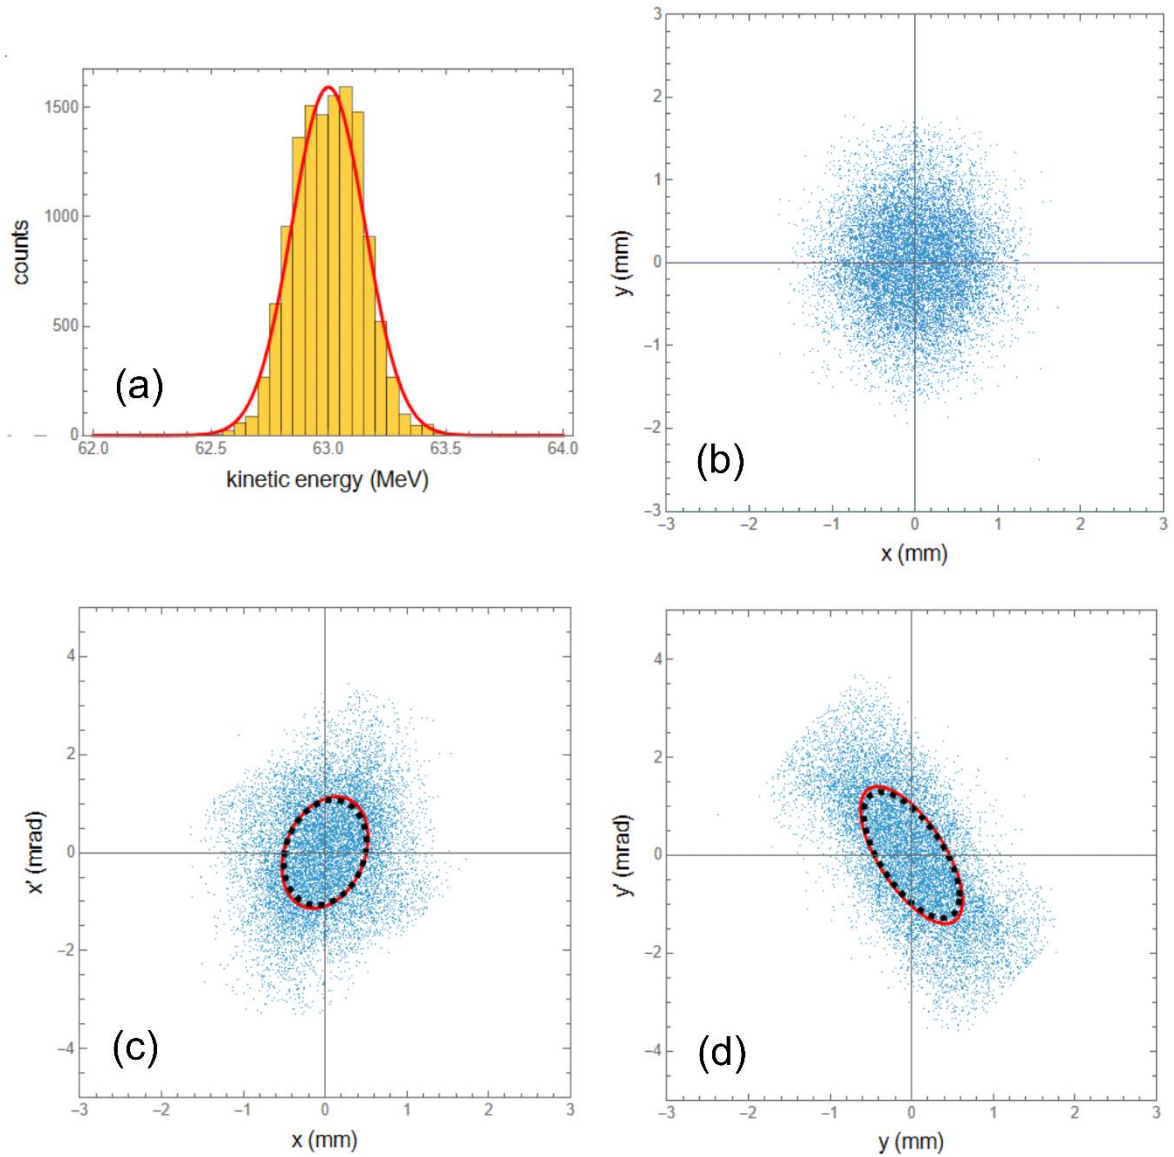 1500
1000
500
0
62.0 62.5 63.0 63.5 64.0
counts
kinetic energy (MeV)
(a)
3
2
1
0
−1
−2
−3
−3 −2 −1 0 1 2 3
y (mm)
x (mm)
(b)
4
2
0
−2
−4
−3 −2 −1 0 1 2 3
x′ (mrad)
x (mm)
(c)
4
2
0
−2
−4
−3 −2 −1 0 1 2 3
y′ (mrad)
y (mm)
(d)